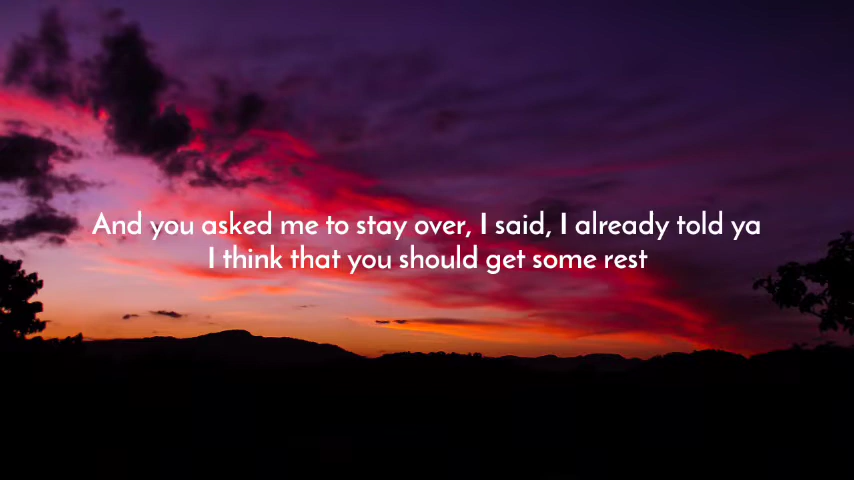 And you asked me to stay over, I said, I already told ya
I think that you should get some rest